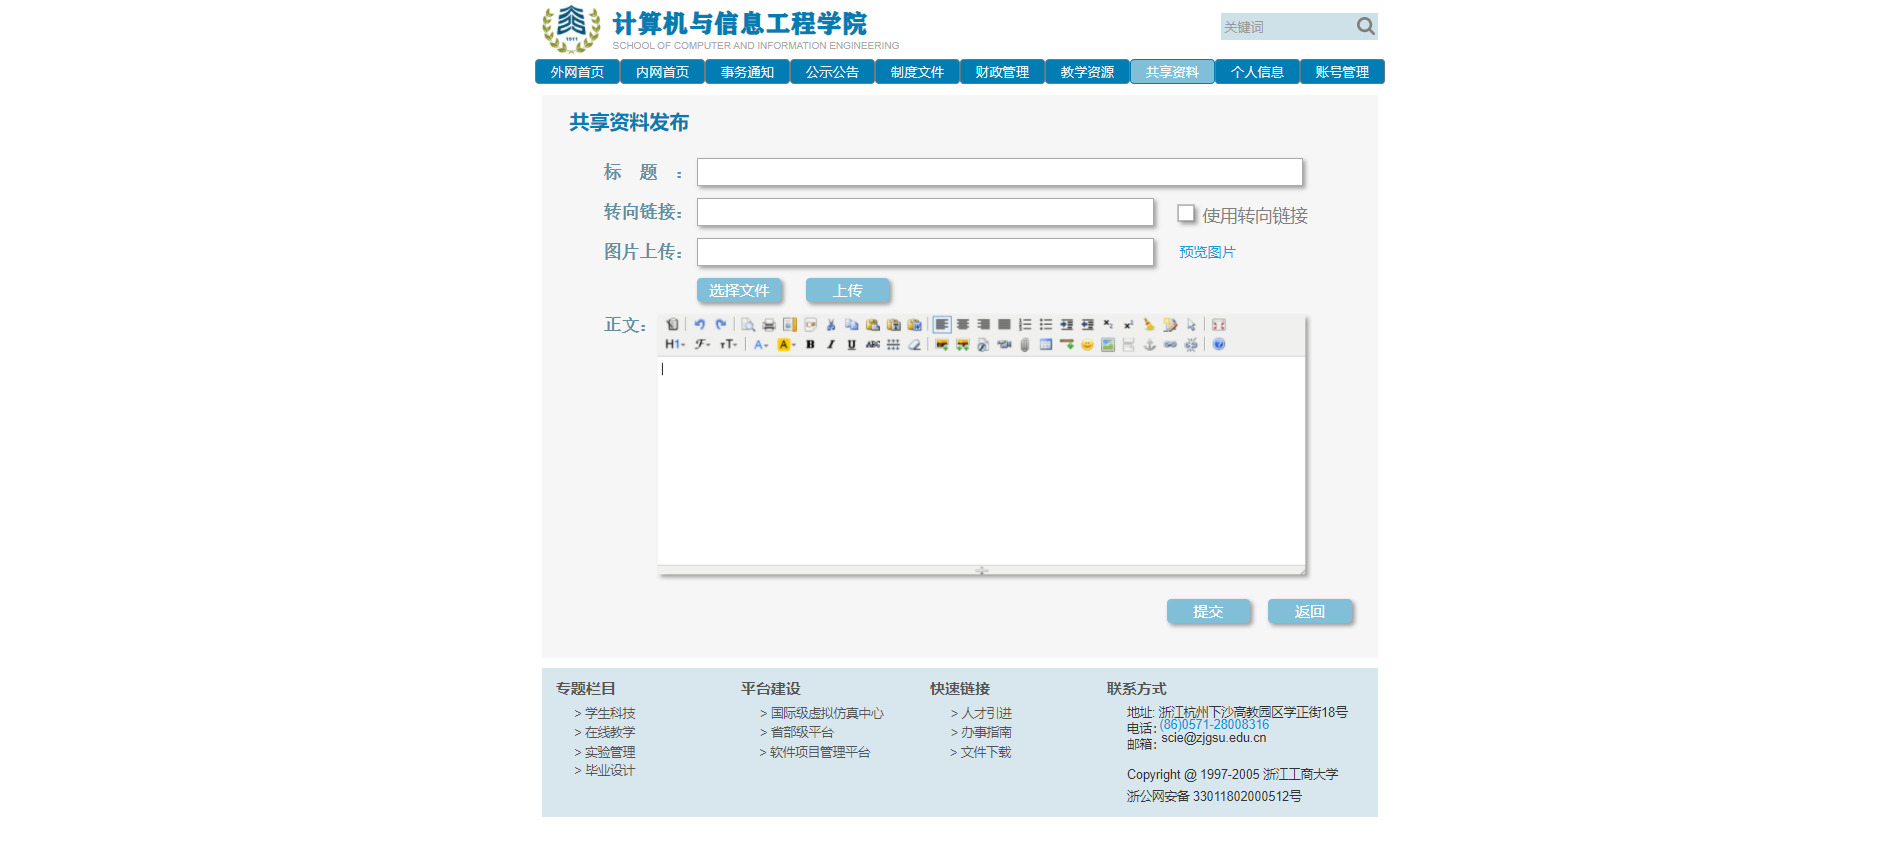 计算机与信息工程学院
SCHOOL OF COMPUTER AND INFORMATION ENGINEERING
关键词
外网首页 内网首页 事务通知 公示公告 制度文件 财政管理 教学资源 共享资料 个人信息 账号管理
共享资料发布
标 题 ：
转向链接：
使用转向链接
图片上传：
预览图片
选择文件 上传
正文：
提交 返回
专题栏目
> 学生科技
> 在线教学
> 实验管理
> 毕业设计
平台建设
> 国际级虚拟仿真中心
> 省部级平台
> 软件项目管理平台
快速链接
> 人才引进
> 办事指南
> 文件下载
联系方式
地址: 浙江杭州下沙高教园区学正街18号
电话：(86)0571-28008316
邮箱： scie@zjgsu.edu.cn
Copyright @ 1997-2005 浙江工商大学
浙公网安备 33011802000512号